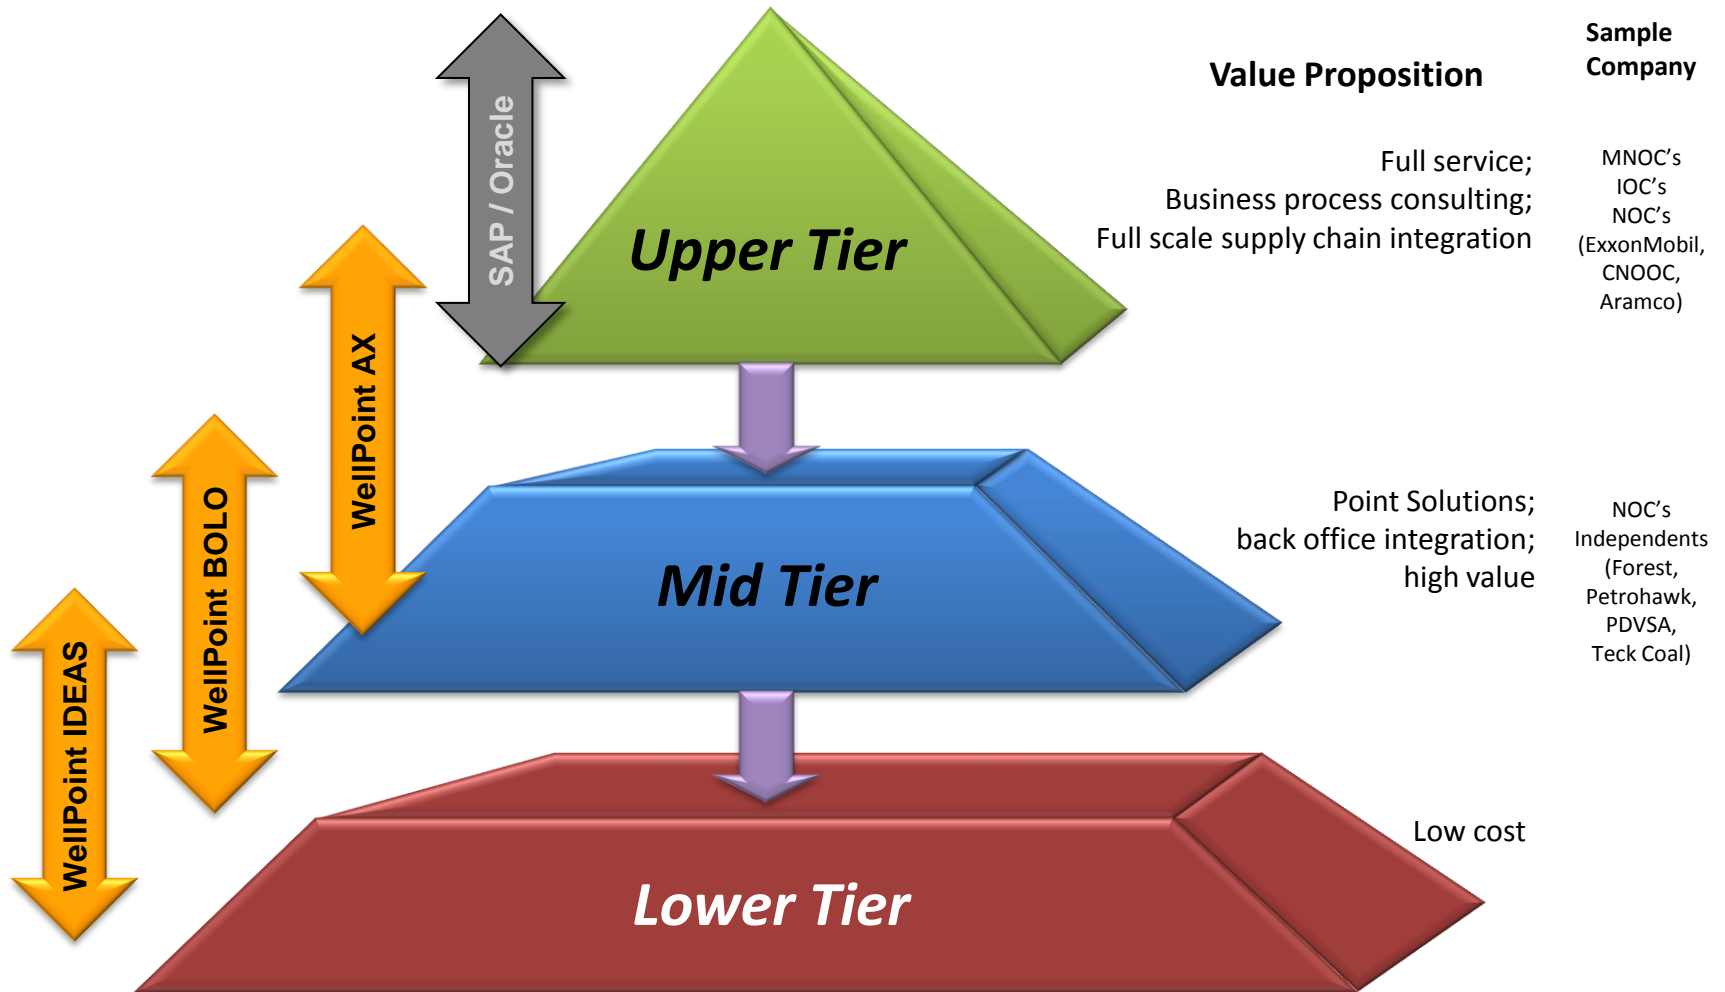 Sample
Company
Value Proposition
SAP / Oracle
Full service;
Business process consulting;
Full scale supply chain integration
MNOC’s
IOC’s
NOC’s
(ExxonMobil,
CNOOC,
Aramco)
Upper Tier
WellPoint AX
WellPoint BOLO
WellPoint IDEAS
Mid Tier
Point Solutions;
back office integration;
high value
NOC’s
Independents
(Forest,
Petrohawk,
PDVSA,
Teck Coal)
Low cost
Lower Tier